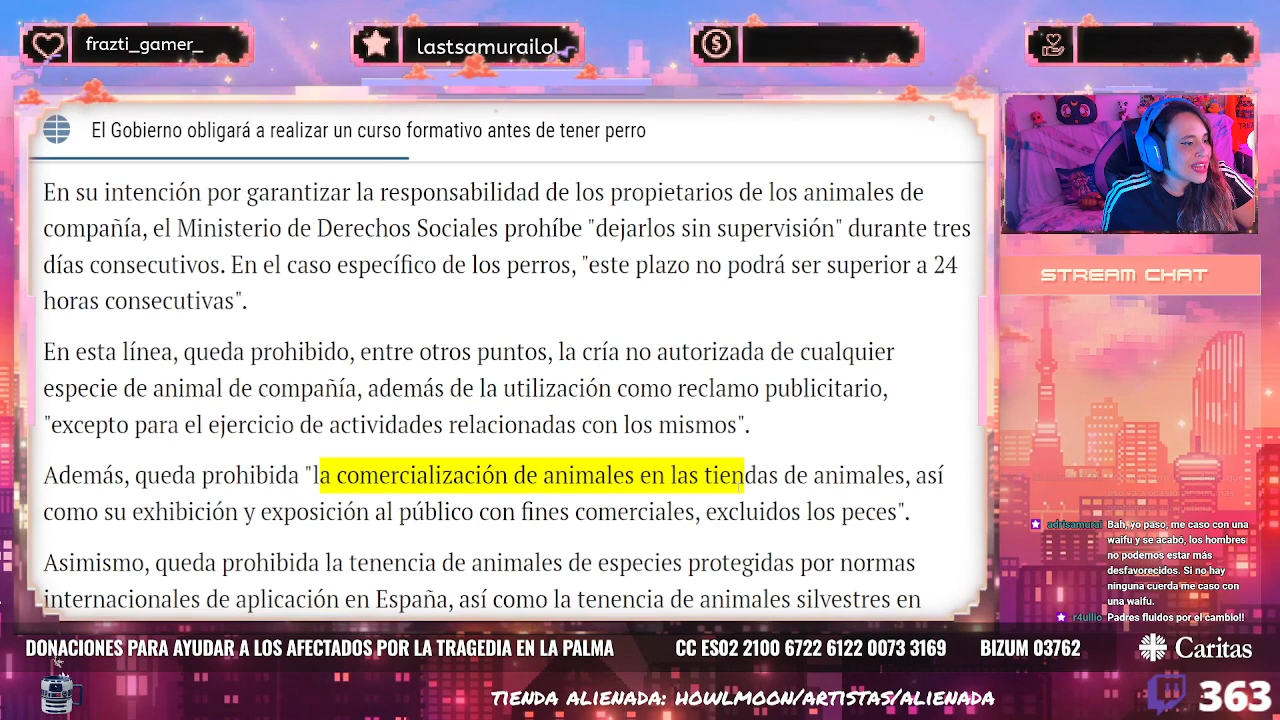 frazti_gamer_
lastsamurailol
El Gobierno obligará a realizar un curso formativo antes de tener perro
En su intención por garantizar la responsabilidad de los propietarios de los animales de
compañía, el Ministerio de Derechos Sociales prohíbe "dejarlos sin supervisión" durante tres
días consecutivos. En el caso específico de los perros, "este plazo no podrá ser superior a 24
horas consecutivas".
En esta línea, queda prohibido, entre otros puntos, la cría no autorizada de cualquier
especie de animal de compañía, además de la utilización como reclamo publicitario,
"excepto para el ejercicio de actividades relacionadas con los mismos".
Además, queda prohibida "la comercialización de animales en las tiendas de animales, así
como su exhibición y exposición al público con fines comerciales, excluidos los peces".
Asimismo, queda prohibida la tenencia de animales de especies protegidas por normas
internacionales de aplicación en España, así como la tenencia de animales silvestres en
STREAM CHAT
adrisamurai Bah, yo paso, me caso con una
waifu y se acabó, los hombres
no podemos estar más
desfavorecidos. Si no hay
ninguna cuerda me caso con
una waifu.
r4ullio Padres fluidos por el cambio!!
DONACIONES PARA AYUDAR A LOS AFECTADOS POR LA TRAGEDIA EN LA PALMA CC ES02 2100 6722 6122 0073 3169 BIZUM 03762 Caritas
TIENDA ALIENADA: HOWLMOON/ARTISTAS/ALIENADA
363